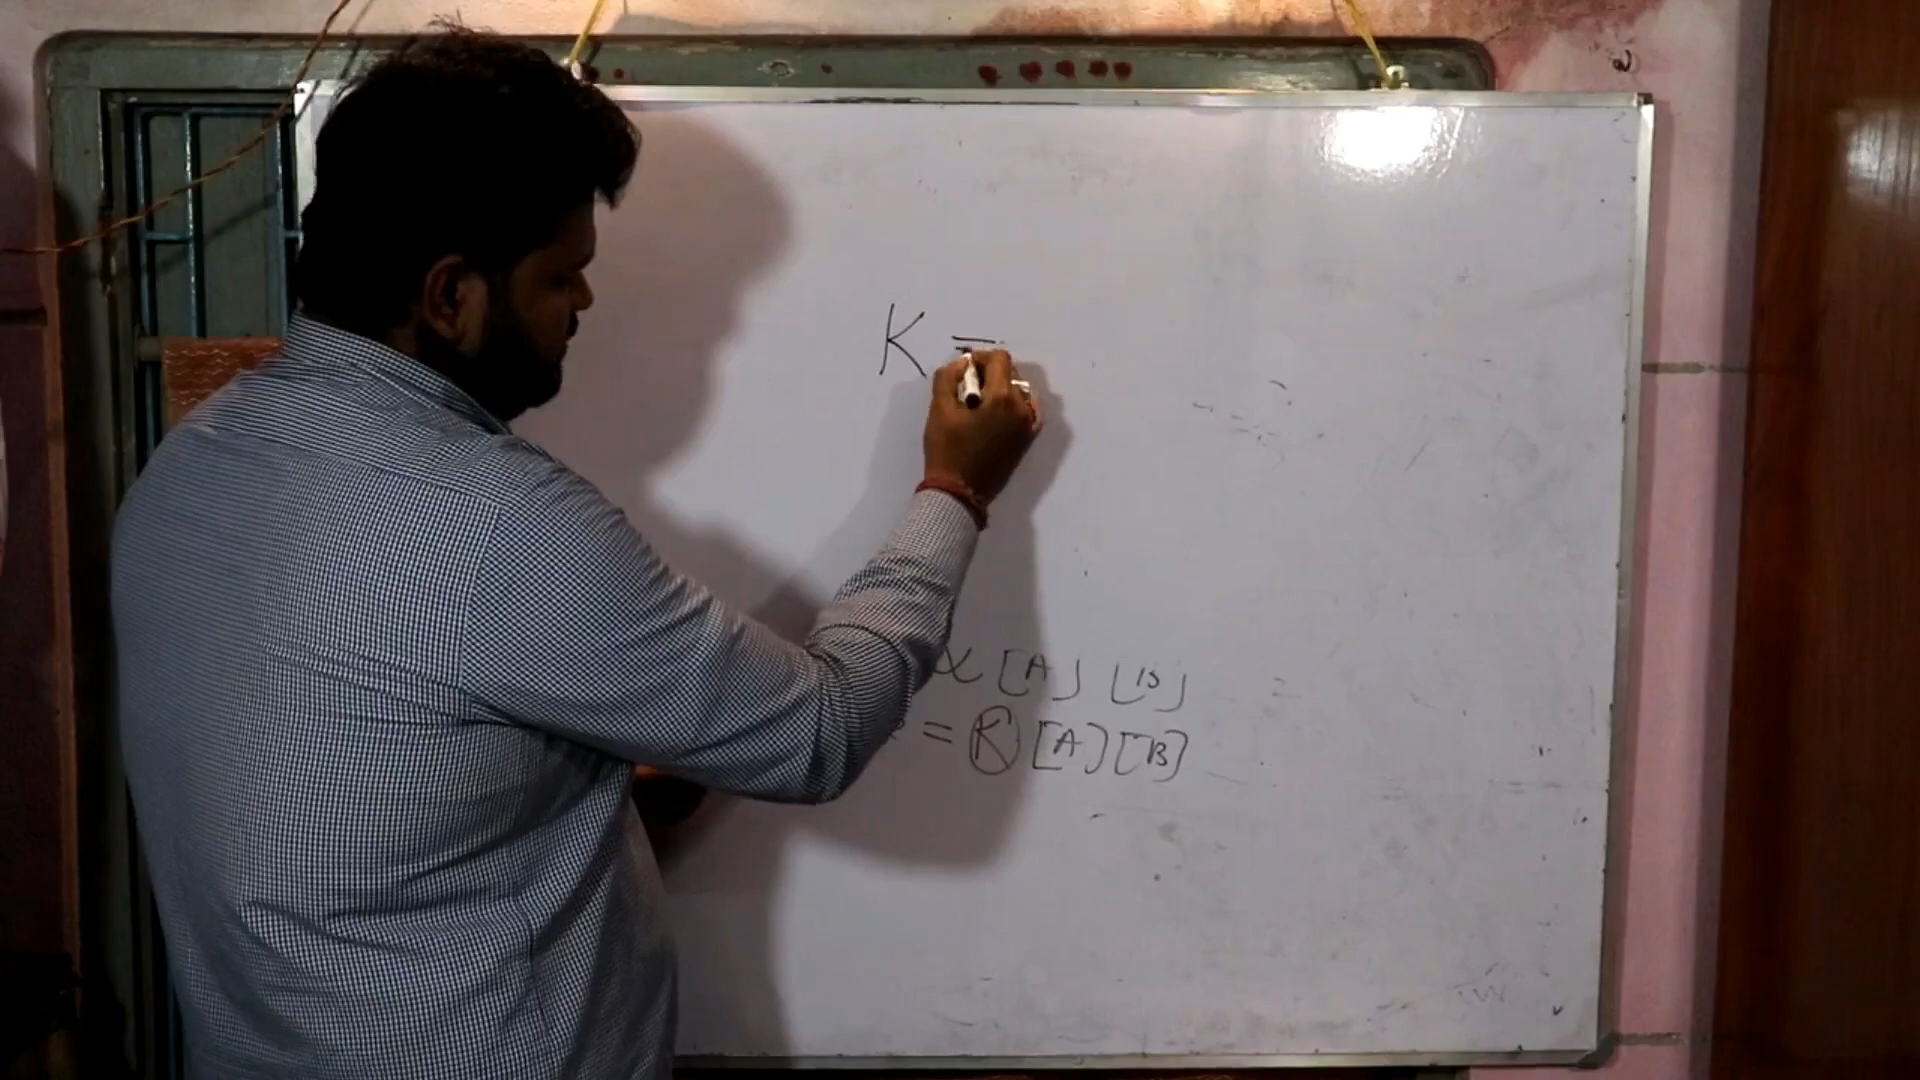 K =
∝ [A] [B]
= K [A] [B]